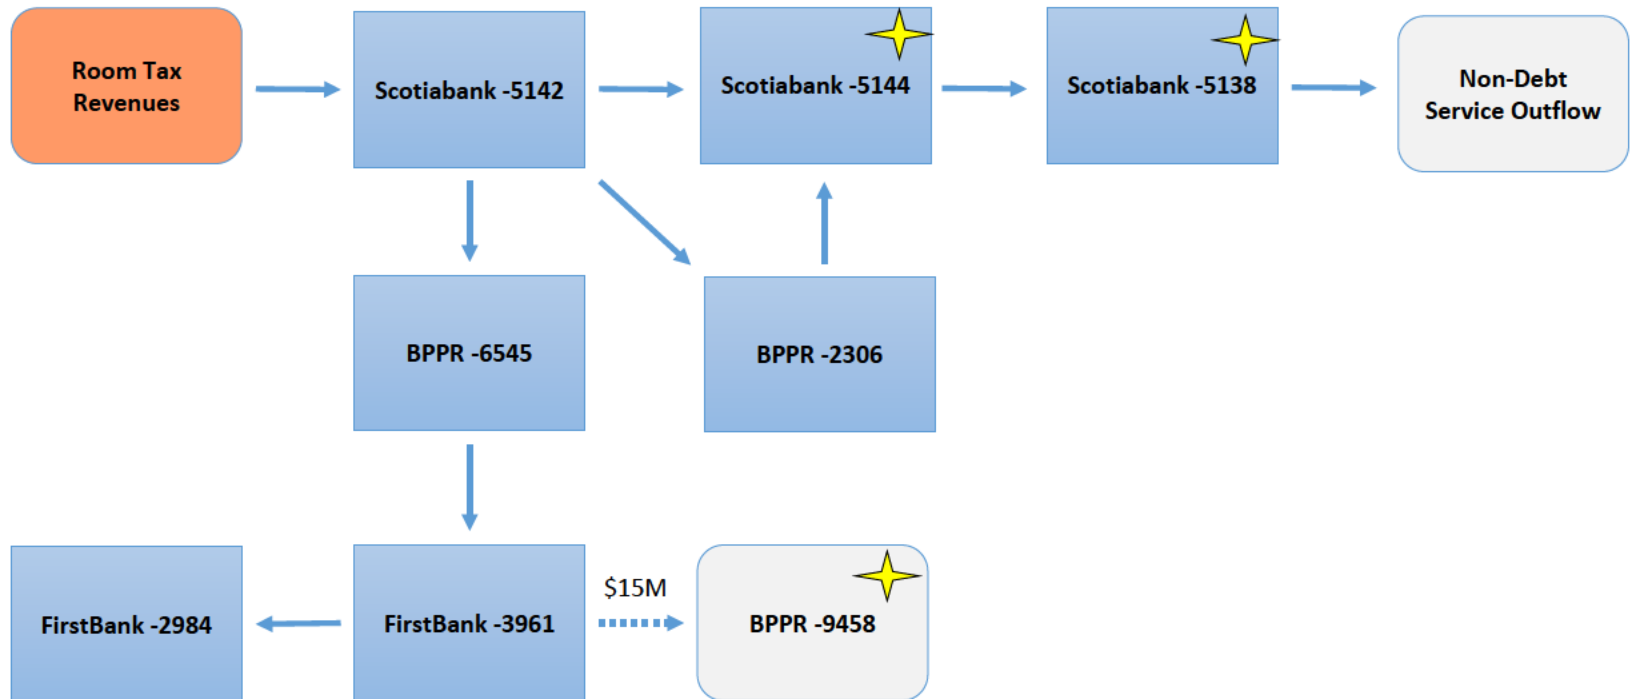 Room Tax
Revenues
Scotiabank -5142
Scotiabank -5144
Scotiabank -5138
Non-Debt
Service Outflow
BPPR -6545
BPPR -2306
FirstBank -2984
FirstBank -3961
$15M
BPPR -9458